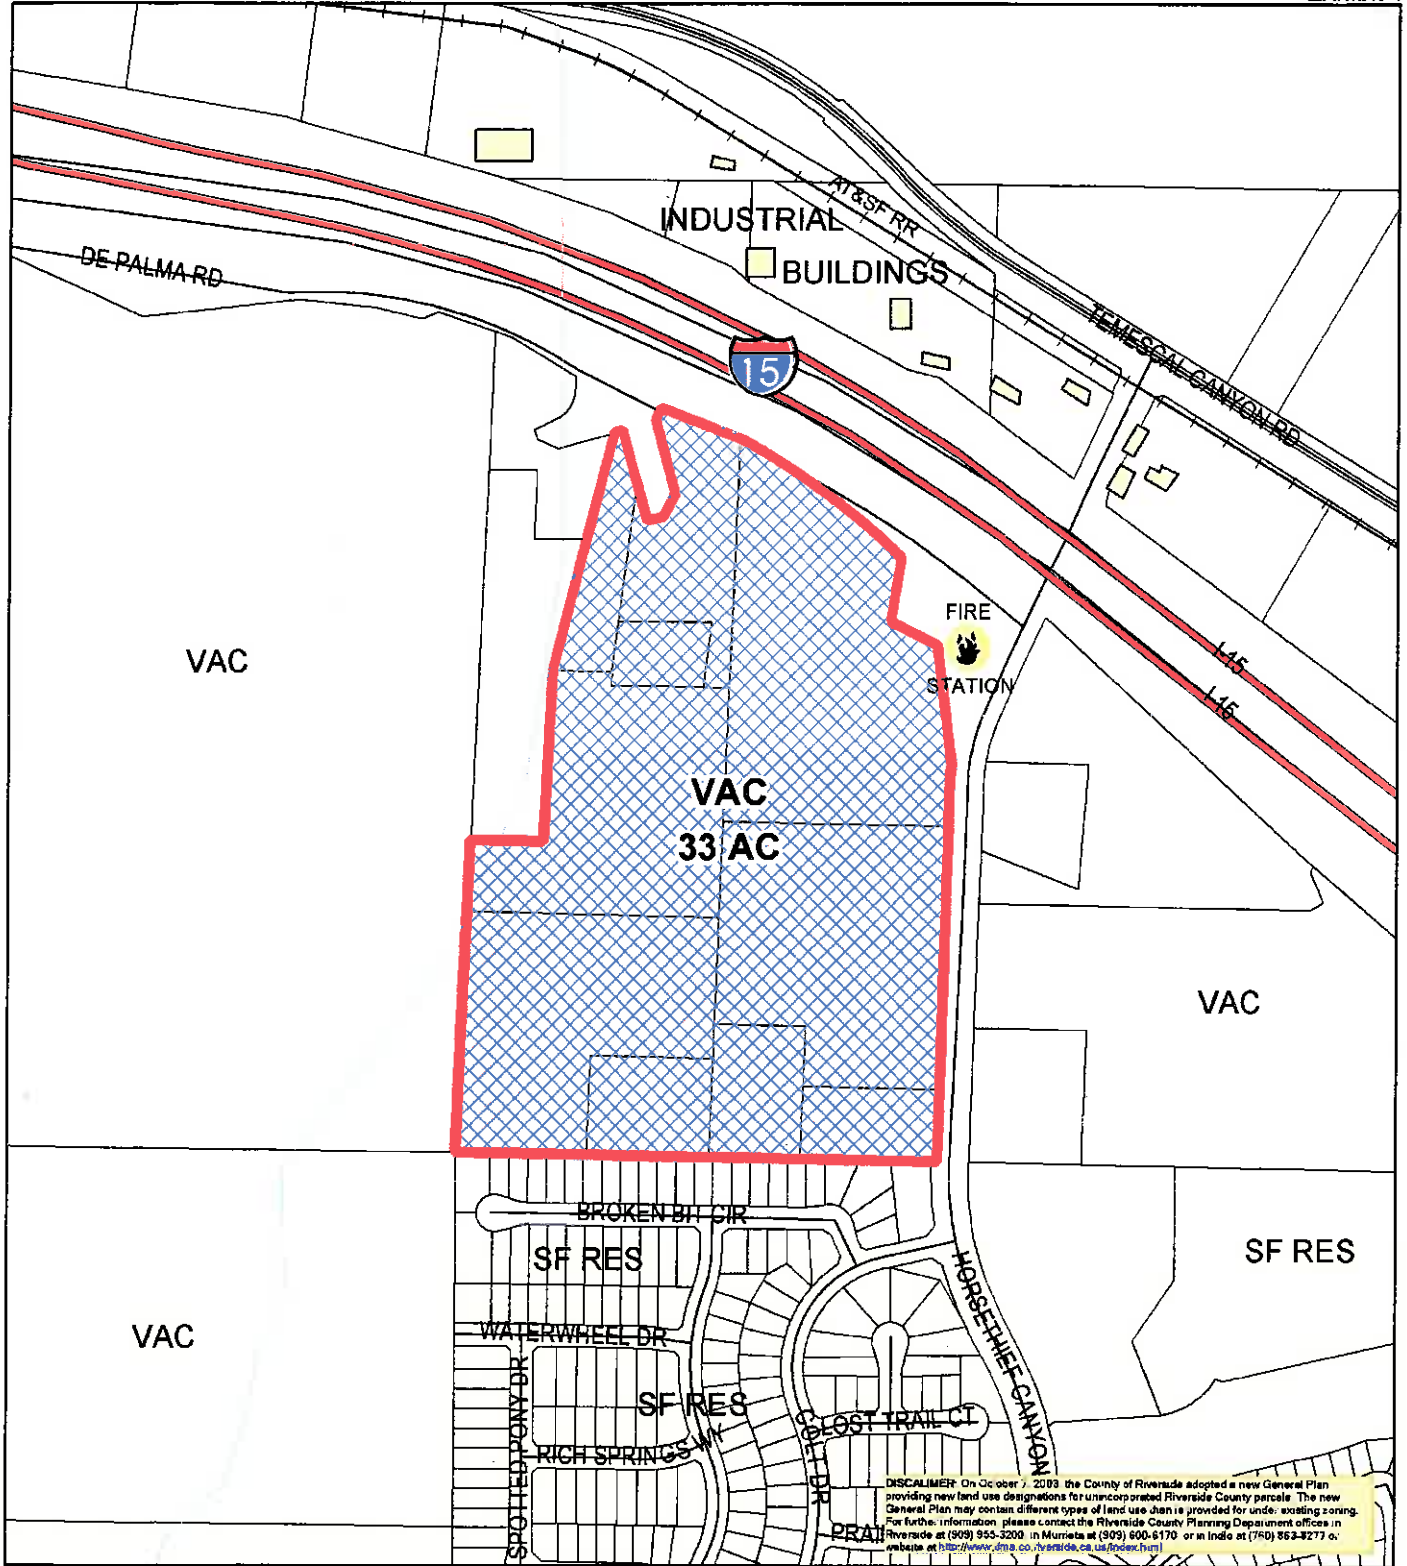 DE PALMA RD
INDUSTRIAL
BUILDINGS
AT&SF RR
TEMESCAL CANYON RD
15
FIRE
STATION
I-15
I-15
VAC
VAC
33 AC
VAC
BROKEN BIT CIR
SF RES
SF RES
VAC
WATERWHEEL DR
SPOTTED PONY DR
SF RES
RICH SPRINGS WY
COLT DR
LOST TRAIL CT
HORSETHIEF CANYON
PRAI
DISCALIMER: On October 7, 2003, the County of Riverside adopted a new General Plan
providing new land use designations for unincorporated Riverside County parcels. The new
General Plan may contain different types of land use than is provided for under existing zoning.
For further information, please contact the Riverside County Planning Department offices in
Riverside at (909) 955-3200, in Murrieta at (909) 600-6170, or in Indio at (760) 863-8277 or
website at http://www.tlma.co.riverside.ca.us/index.html